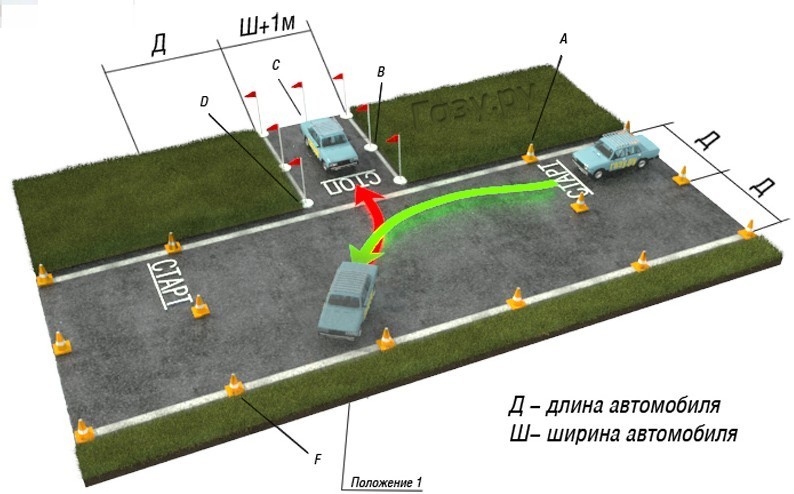 Д
Ш+1м
A
C
B
D
Гоэу.ру
СТОП
СТАРТ
Д
Д
СТАРТ
Д – длина автомобиля
Ш– ширина автомобиля
F
Положение 1